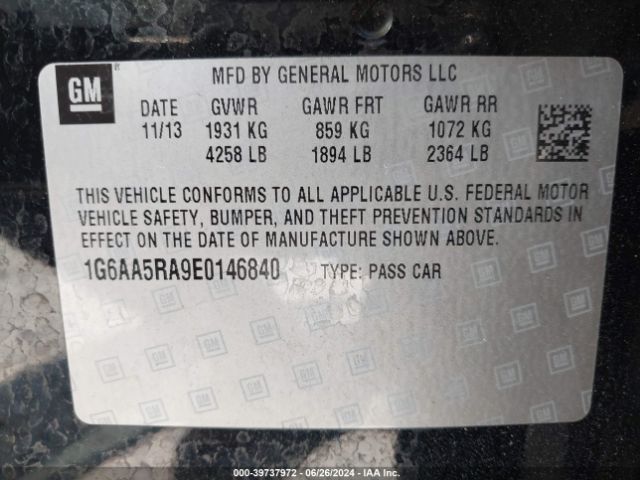 GM
MFD BY GENERAL MOTORS LLC
DATE GVWR GAWR FRT GAWR RR
11/13 1931 KG 859 KG 1072 KG
4258 LB 1894 LB 2364 LB
THIS VEHICLE CONFORMS TO ALL APPLICABLE U.S. FEDERAL MOTOR
VEHICLE SAFETY, BUMPER, AND THEFT PREVENTION STANDARDS IN
EFFECT ON THE DATE OF MANUFACTURE SHOWN ABOVE.
1G6AA5RA9E0146840 TYPE: PASS CAR
000-39737972 - 06/26/2024 - IAA Inc.